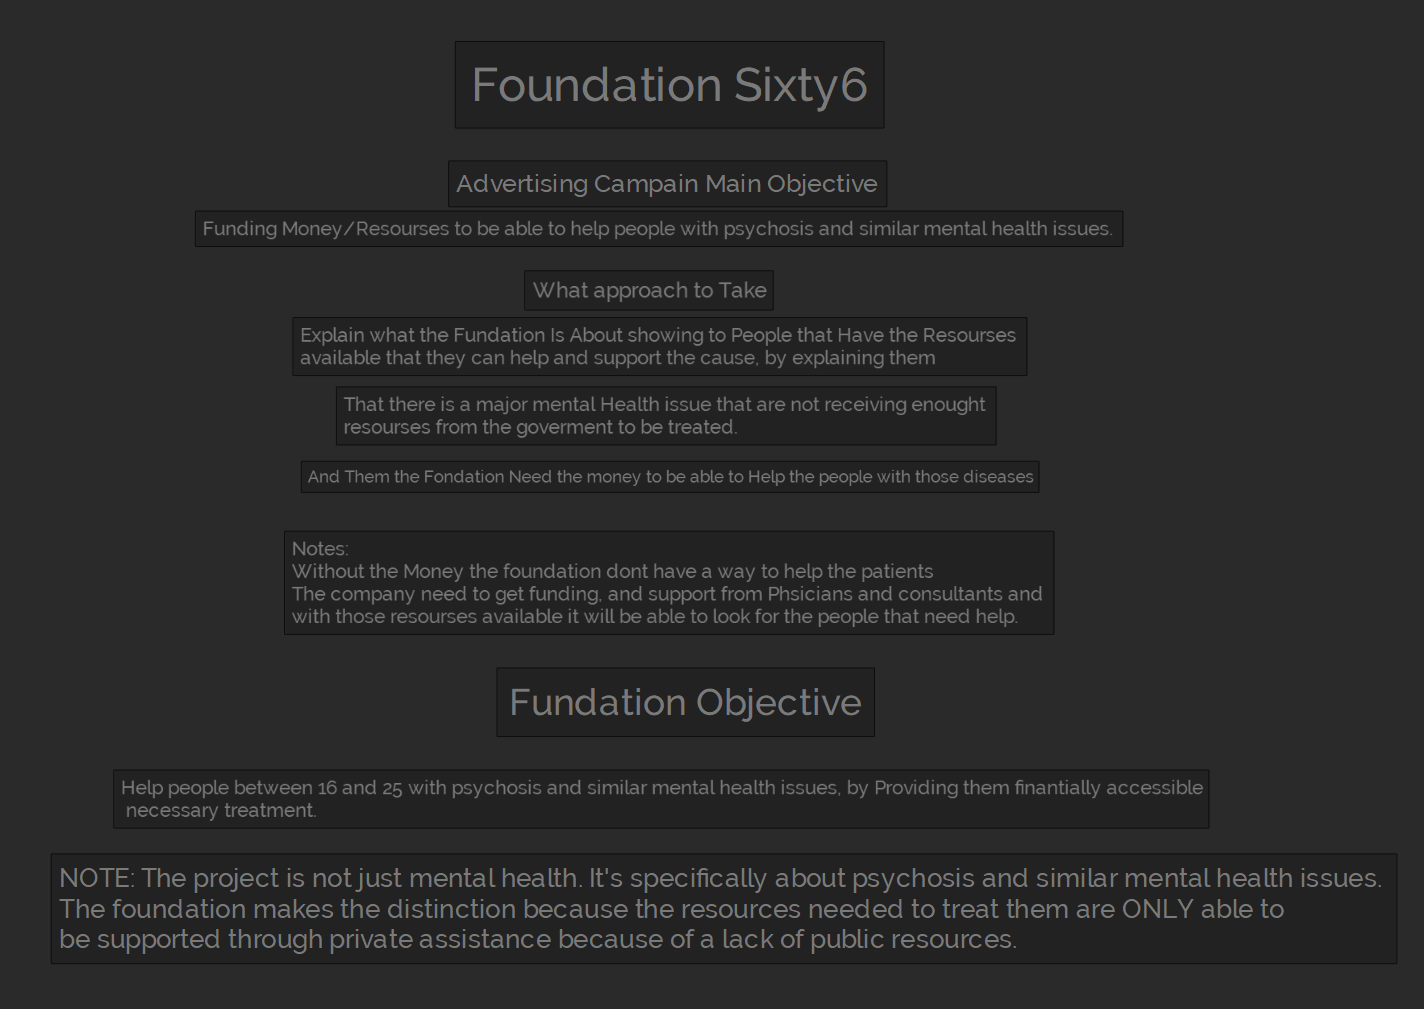 Foundation Sixty6
Advertising Campain Main Objective
Funding Money/Resourses to be able to help people with psychosis and similar mental health issues.
What approach to Take
Explain what the Fundation Is About showing to People that Have the Resourses
available that they can help and support the cause, by explaining them
That there is a major mental Health issue that are not receiving enought
resourses from the goverment to be treated.
And Them the Fondation Need the money to be able to Help the people with those diseases
Notes:
Without the Money the foundation dont have a way to help the patients
The company need to get funding, and support from Phsicians and consultants and
with those resourses available it will be able to look for the people that need help.
Fundation Objective
Help people between 16 and 25 with psychosis and similar mental health issues, by Providing them finantially accessible
necessary treatment.
NOTE: The project is not just mental health. It's specifically about psychosis and similar mental health issues.
The foundation makes the distinction because the resources needed to treat them are ONLY able to
be supported through private assistance because of a lack of public resources.